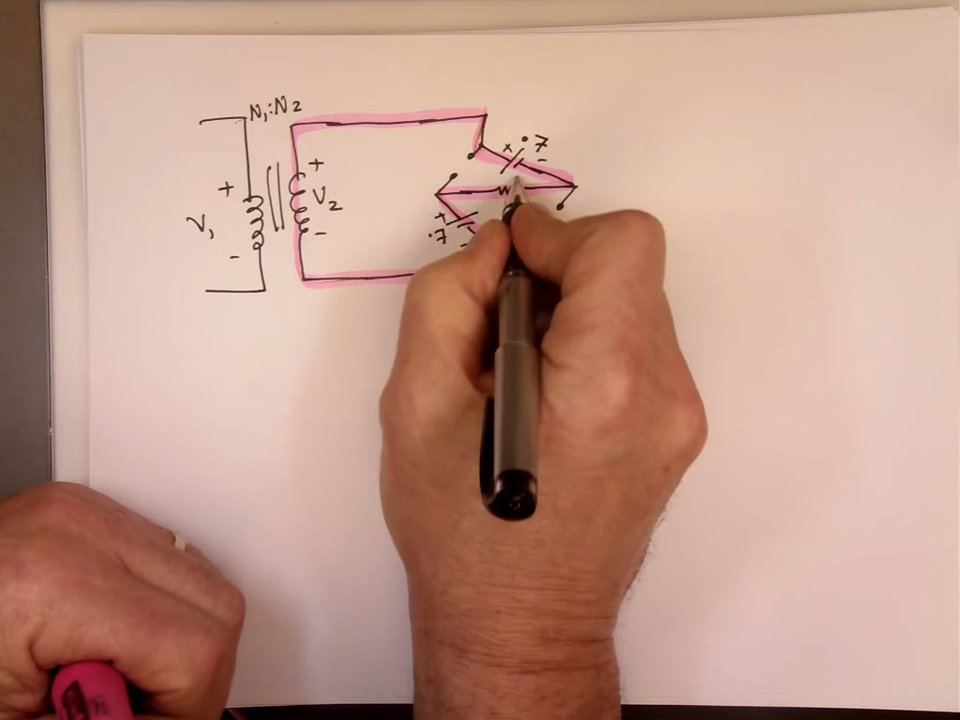 N1:N2
+ .7
+ -
+
V2
V1
+
.7
-
-
-